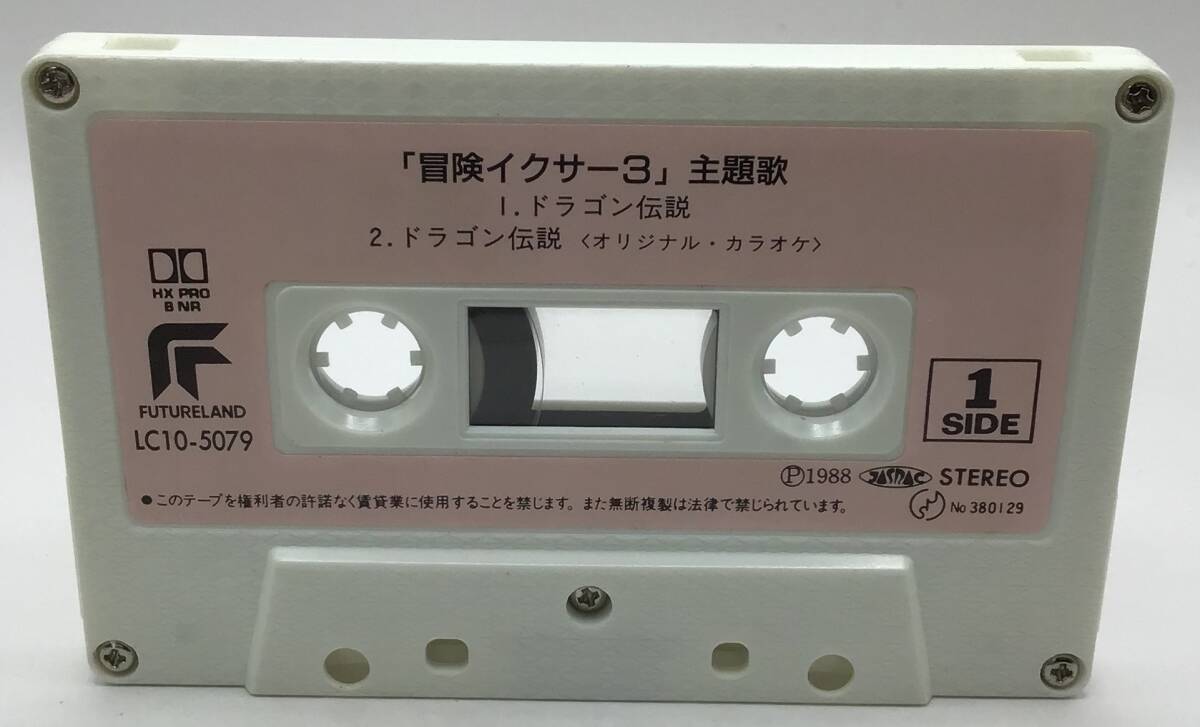 「冒険イクサー3」主題歌
1.ドラゴン伝説
2.ドラゴン伝説〈オリジナル・カラオケ〉
HX PRO
B NR
FUTURELAND
LC10-5079
1
SIDE
Ⓟ1988 JASRAC STEREO
●このテープを権利者の許諾なく賃貸業に使用することを禁じます。また無断複製は法律で禁じられています。
No380129